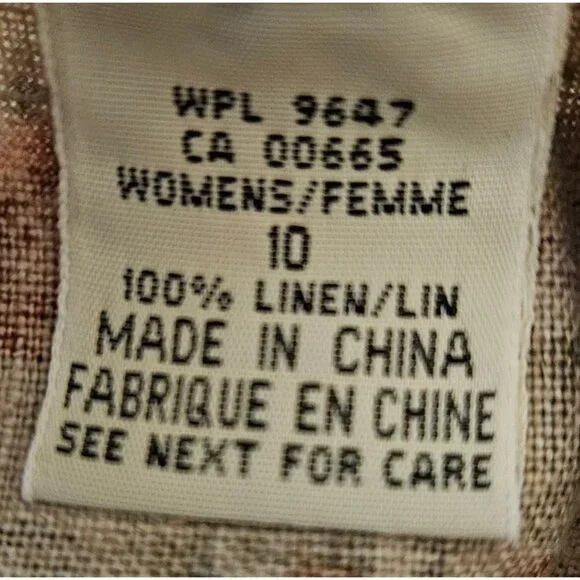 WPL 9647
CA 00665
WOMENS/FEMME
10
100% LINEN/LIN
MADE IN CHINA
FABRIQUE EN CHINE
SEE NEXT FOR CARE